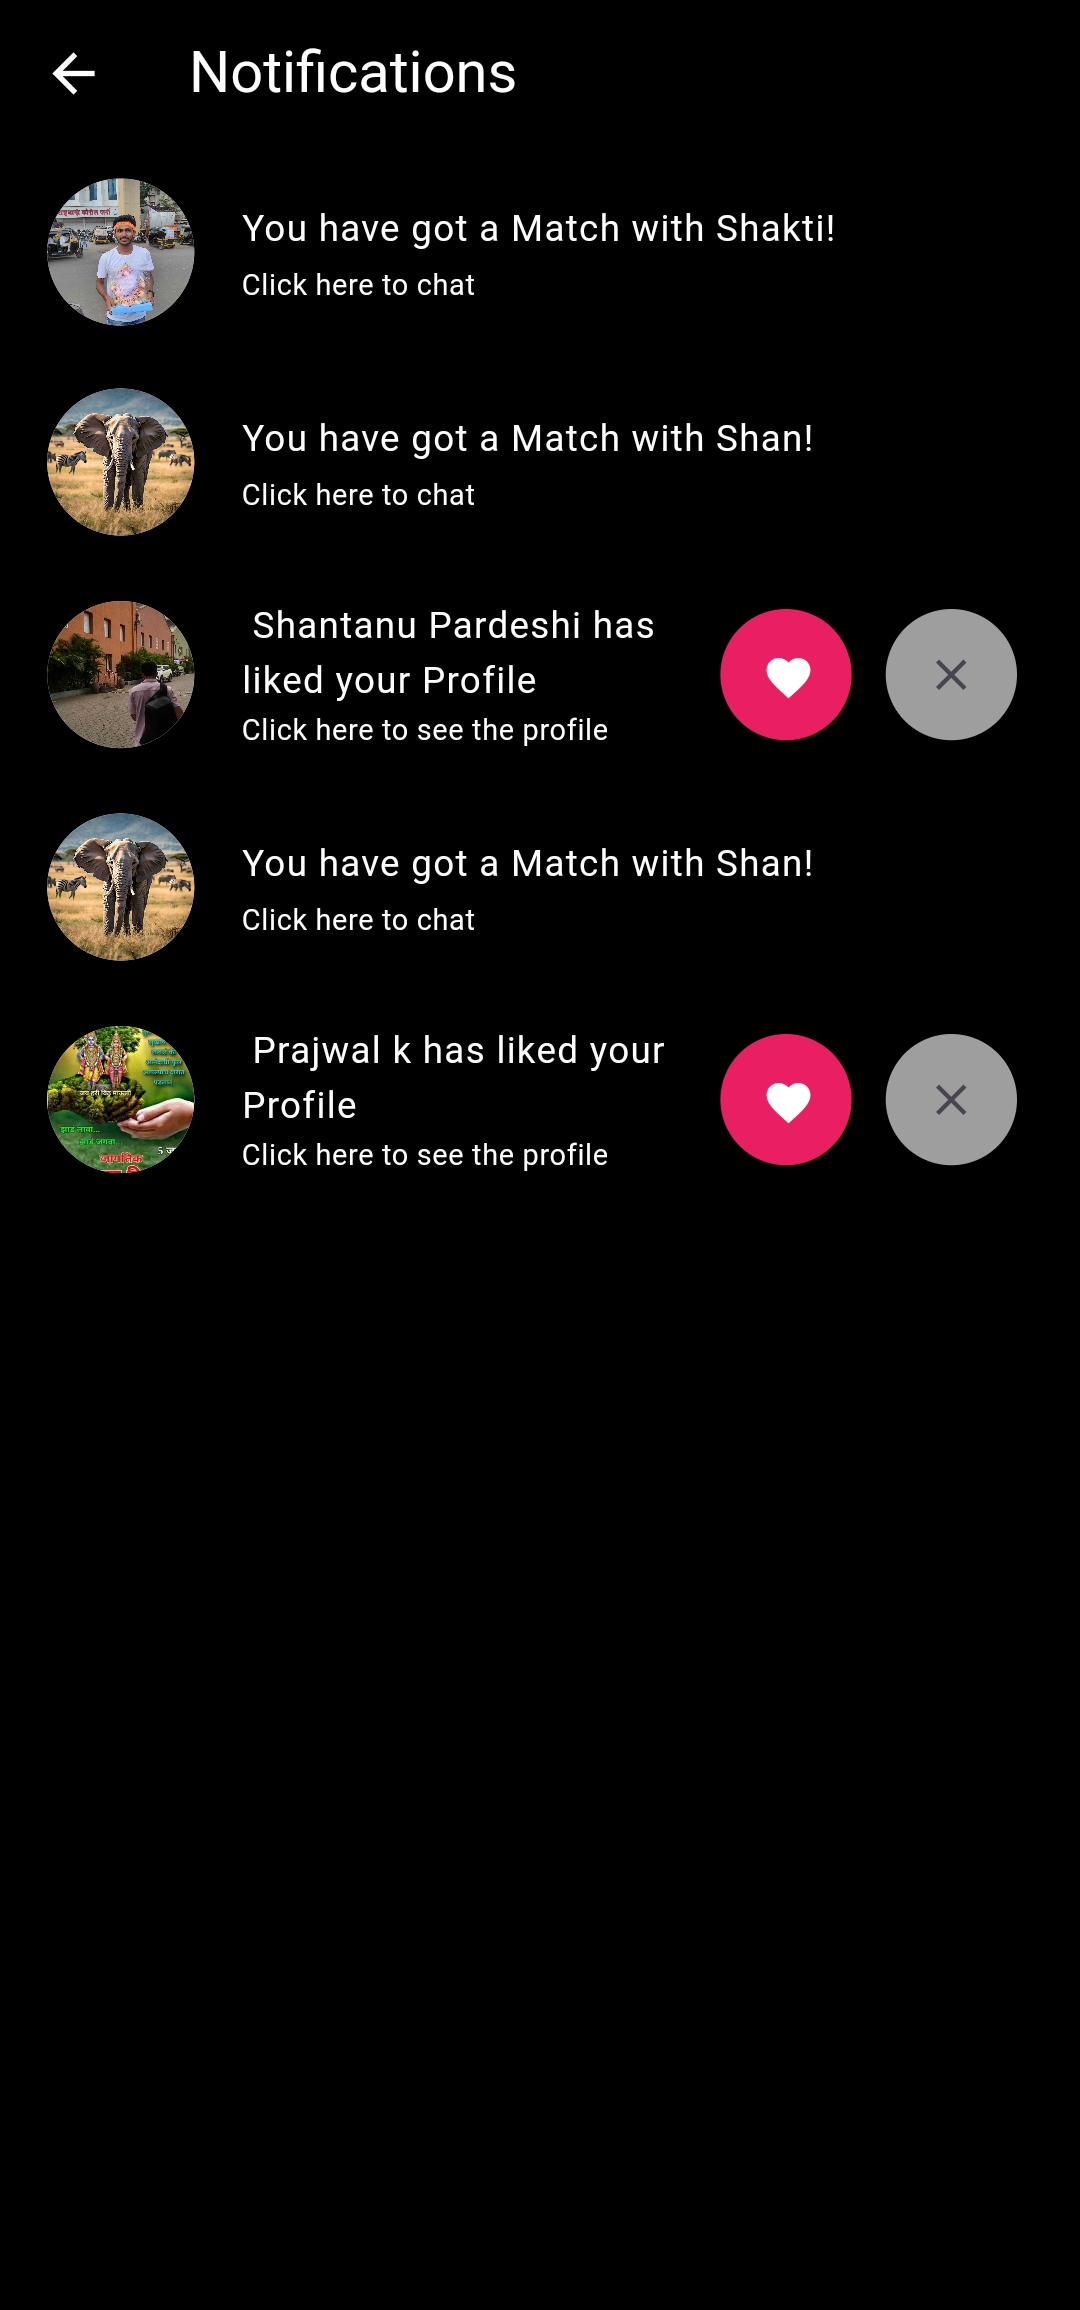 Notifications
You have got a Match with Shakti!
Click here to chat
You have got a Match with Shan!
Click here to chat
Shantanu Pardeshi has
liked your Profile
Click here to see the profile
You have got a Match with Shan!
Click here to chat
Prajwal k has liked your
Profile
Click here to see the profile
झाड लावा...
झाड जगवा...
जागतिक